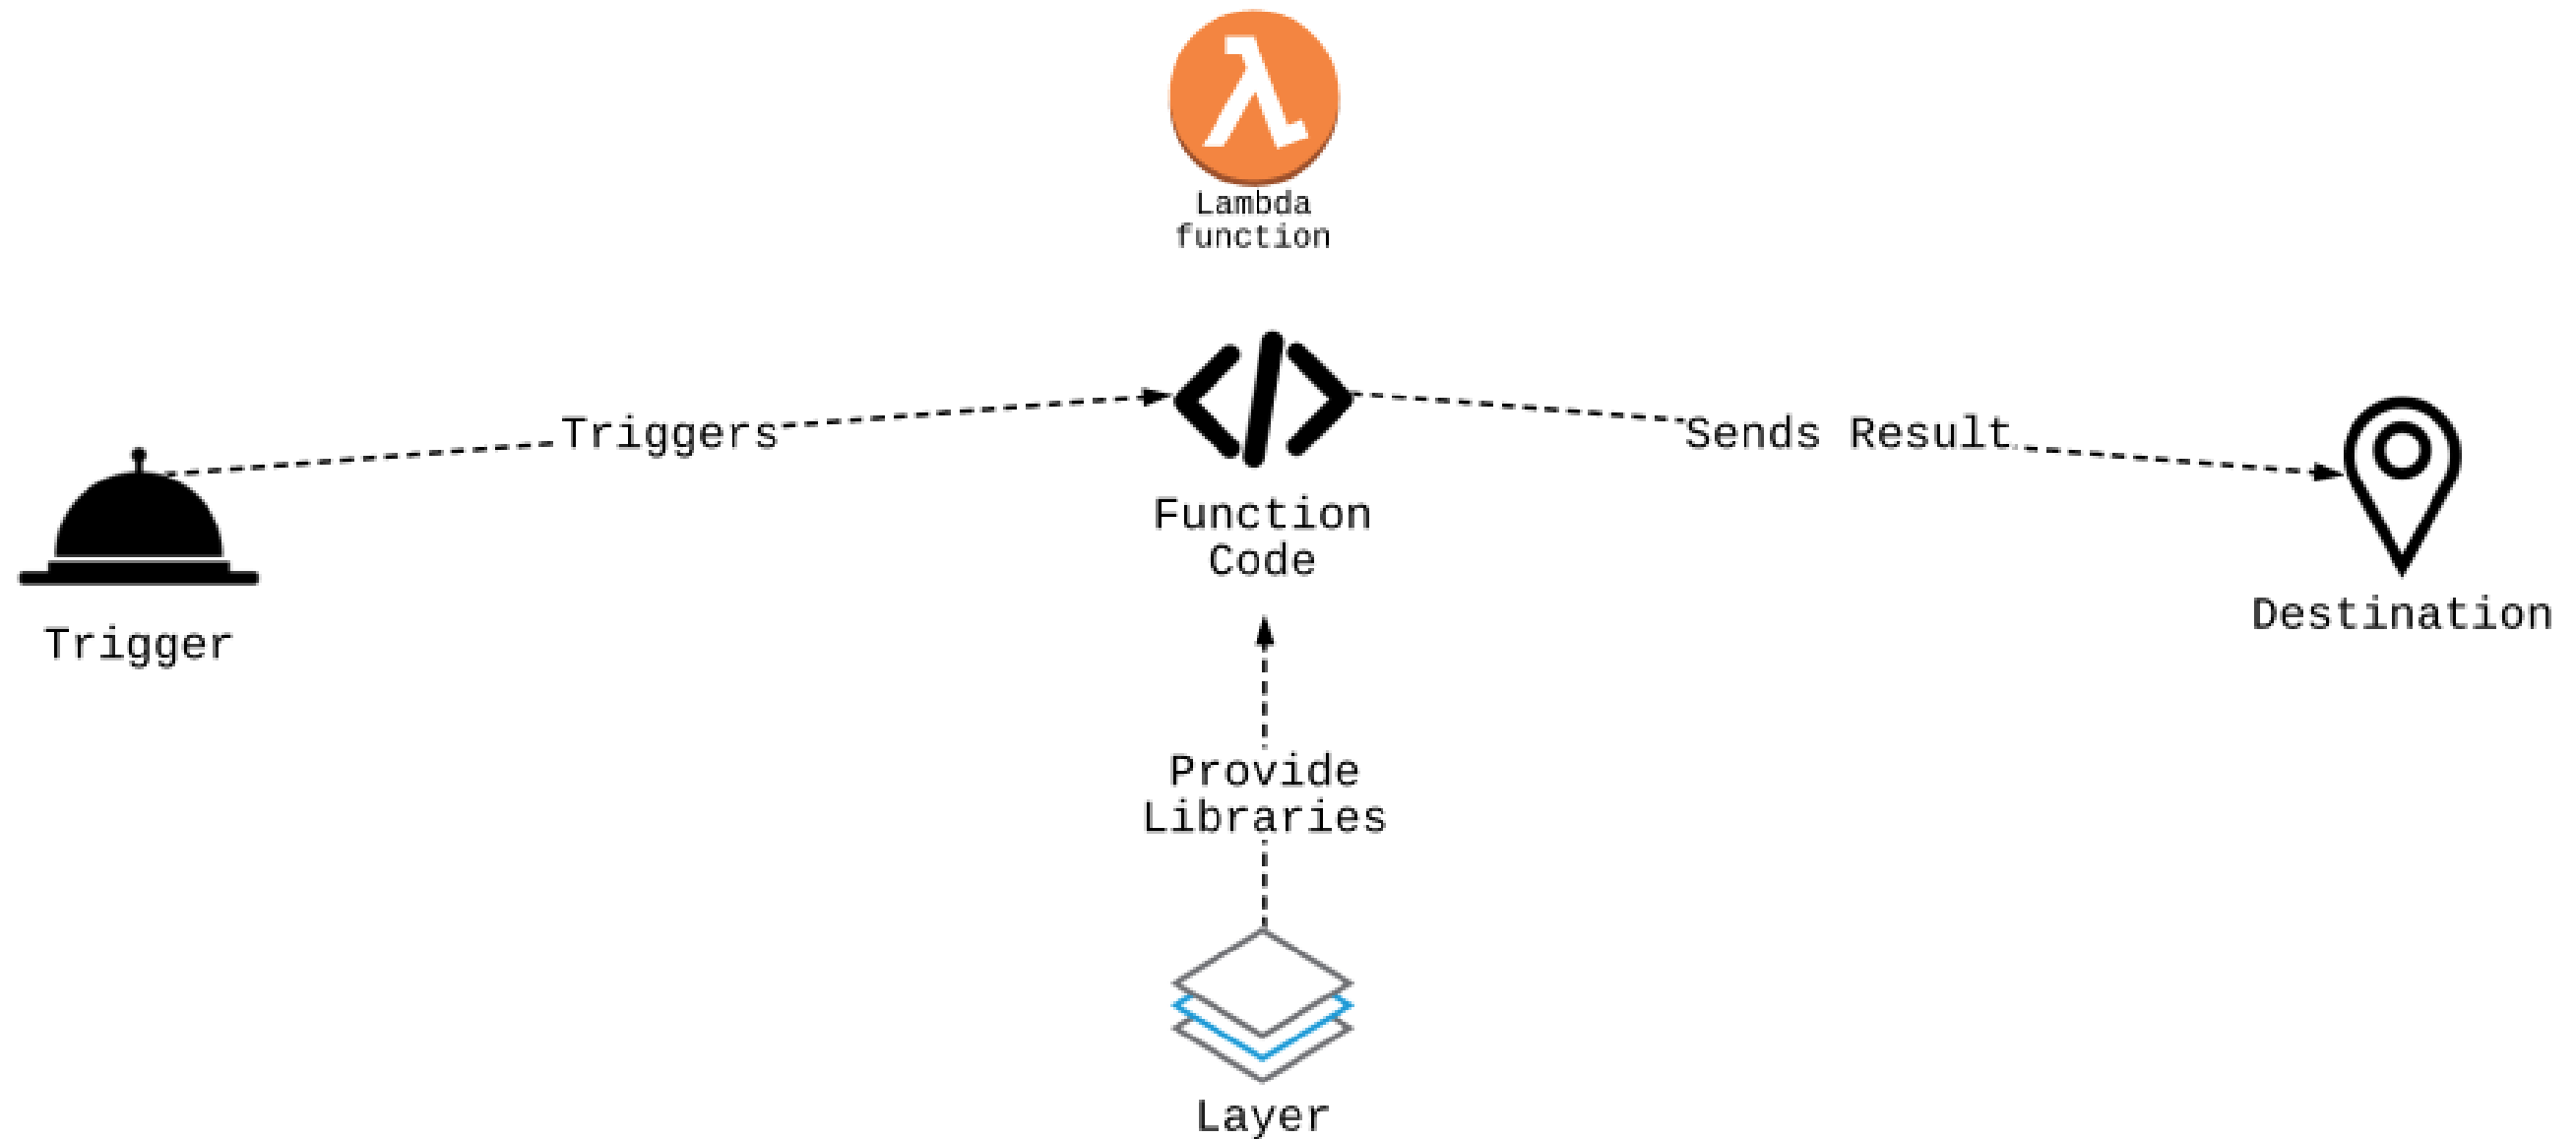 Lambda
function
Triggers
Sends Result
Function
Code
Destination
Trigger
Provide
Libraries
Layer